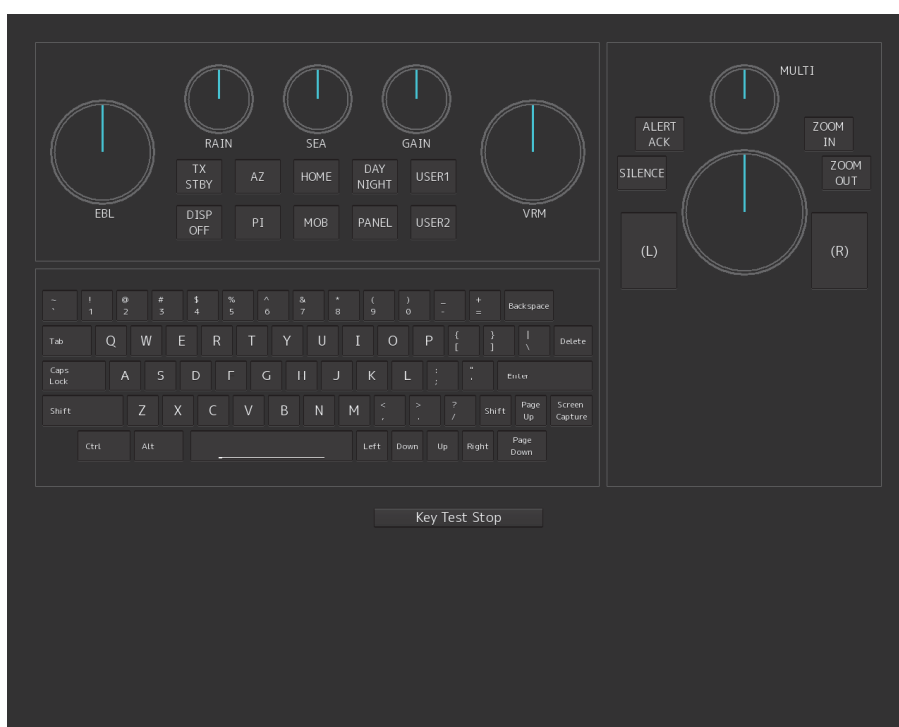 MULTI
RAIN
SEA
GAIN
EBL
VRM
TX
STBY
AZ
HOME
DAY
NIGHT
USER1
DISP
OFF
PI
MOB
PANEL
USER2
ALERT
ACK
ZOOM
IN
SILENCE
ZOOM
OUT
(L)
(R)
~ ! @ # $ % ^ & * ( ) _ +
` 1 2 3 4 5 6 7 8 9 0 - = Backspace
Tab Q W E R T Y U I O P { } | Delete
[ ] \
Caps
Lock
A S D F G H J K L : " Enter
; '
Shift Z X C V B N M < > ? Shift
, . /
Page
Up
Screen
Capture
Ctrl Alt Left Down Up Right
Page
Down
Key Test Stop